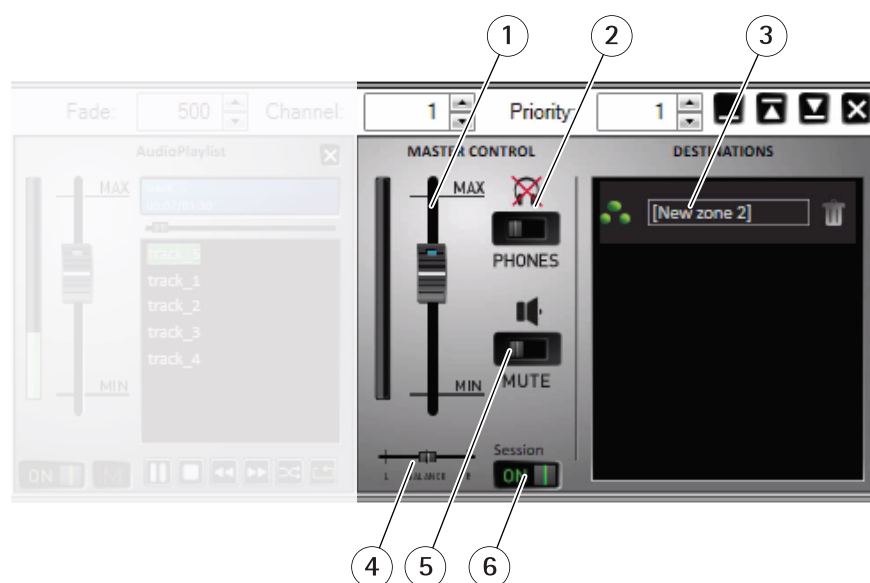 1 2 3
Fade: 500 Channel: 1 Priority: 1
AudioPlaylist MASTER CONTROL DESTINATIONS
MAX MAX
[New zone 2]
PHONES
track_1
track_2
track_3
track_4
MIN MIN MUTE
Session
ON ON
L BALANCE R
4 5 6